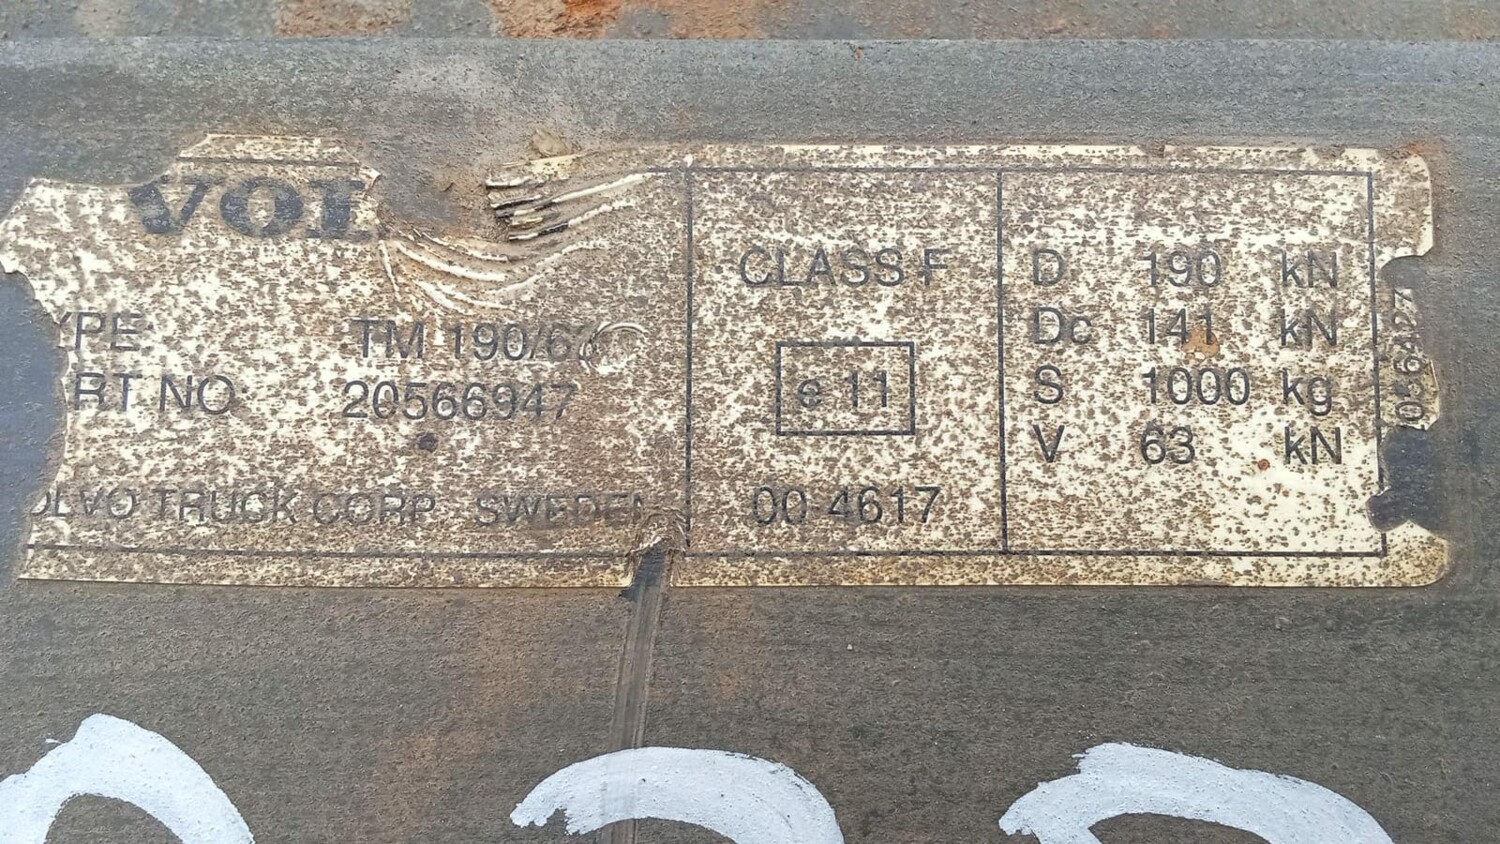 VOL
YPE TM 190/6
RT NO 20566947
OLVO TRUCK CORP SWEDEN
CLASS F
e 11
00 4617
D 190 kN
Dc 141 kN
S 1000 kg
V 63 kN